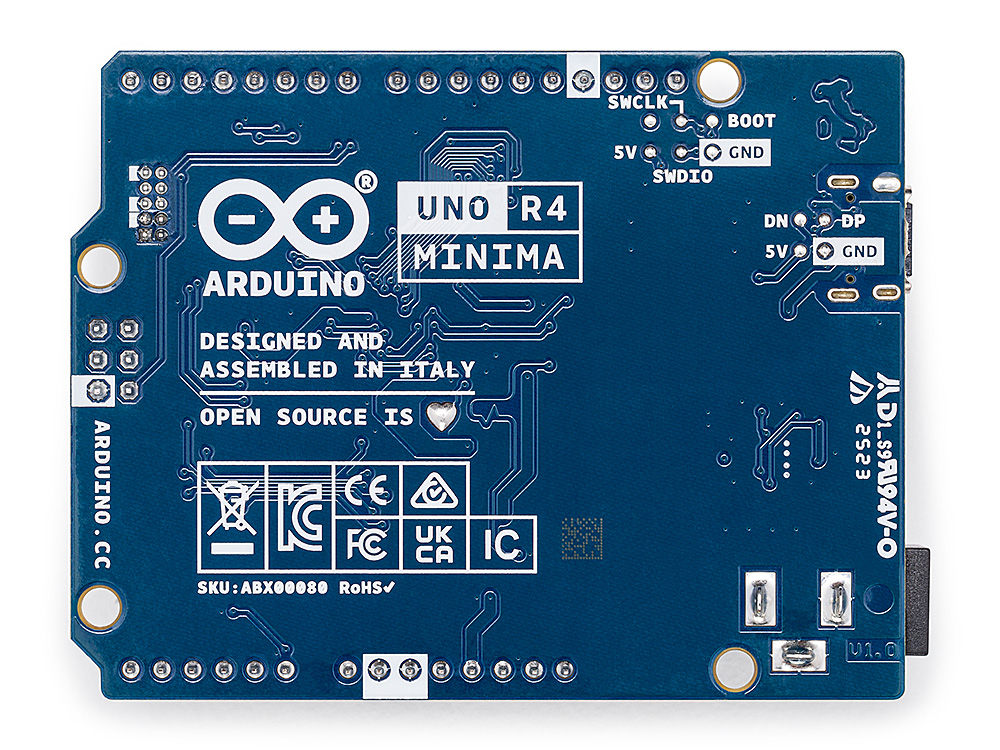 SWCLK
BOOT
5V
GND
SWDIO
®
UNO R4
MINIMA
ARDUINO
DN
DP
5V
GND
DESIGNED AND
ASSEMBLED IN ITALY
OPEN SOURCE IS
ARDUINO.CC
2523
94V-0
CE
FC
UK
CA
IC
SKU:ABX00080 RoHS✓
V1.0